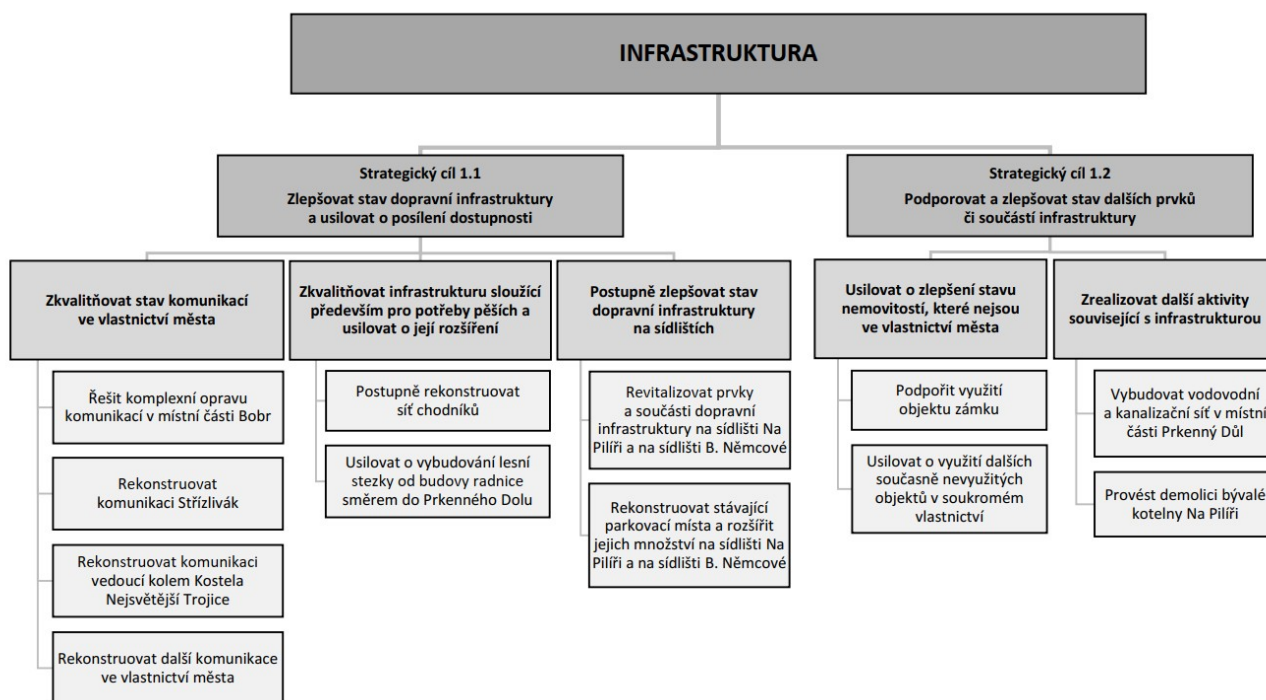 INFRASTRUKTURA
Strategický cíl 1.1
Zlepšovat stav dopravní infrastruktury
a usilovat o posílení dostupnosti
Strategický cíl 1.2
Podporovat a zlepšovat stav dalších prvků
či součástí infrastruktury
Zkvalitňovat stav komunikací
ve vlastnictví města
Zkvalitňovat infrastrukturu sloužící
především pro potřeby pěších a
usilovat o její rozšíření
Postupně zlepšovat stav
dopravní infrastruktury
na sídlištích
Usilovat o zlepšení stavu
nemovitostí, které nejsou
ve vlastnictví města
Zrealizovat další aktivity
související s infrastrukturou
Řešit komplexní opravu
komunikací v místní části Bobr
Rekonstruovat
komunikaci Střízlivák
Rekonstruovat komunikaci
vedoucí kolem Kostela
Nejsvětější Trojice
Rekonstruovat další komunikace
ve vlastnictví města
Postupně rekonstruovat
síť chodníků
Usilovat o vybudování lesní
stezky od budovy radnice
směrem do Prkenného Dolu
Revitalizovat prvky
a součásti dopravní
infrastruktury na sídlišti Na
Pilíři a na sídlišti B. Němcové
Rekonstruovat stávající
parkovací místa a rozšířit
jejich množství na sídlišti Na
Pilíři a na sídlišti B. Němcové
Podpořit využití
objektu zámku
Usilovat o využití dalších
současně nevyužitých
objektů v soukromém
vlastnictví
Vybudovat vodovodní
a kanalizační síť v místní
části Prkenný Důl
Provést demolici bývalé
kotelny Na Pilíři